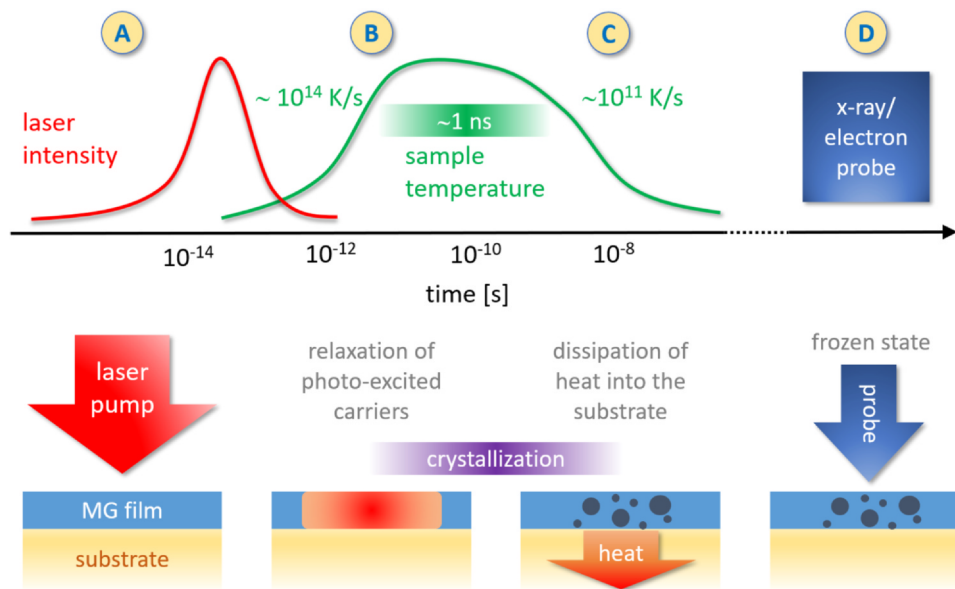 A
B
C
D
laser
intensity
~ 10¹⁴ K/s
~1 ns
sample
temperature
~10¹¹ K/s
x-ray/
electron
probe
10⁻¹⁴
10⁻¹²
10⁻¹⁰
10⁻⁸
time [s]
laser
pump
relaxation of
photo-excited
carriers
dissipation of
heat into the
substrate
frozen state
probe
crystallization
MG film
substrate
heat